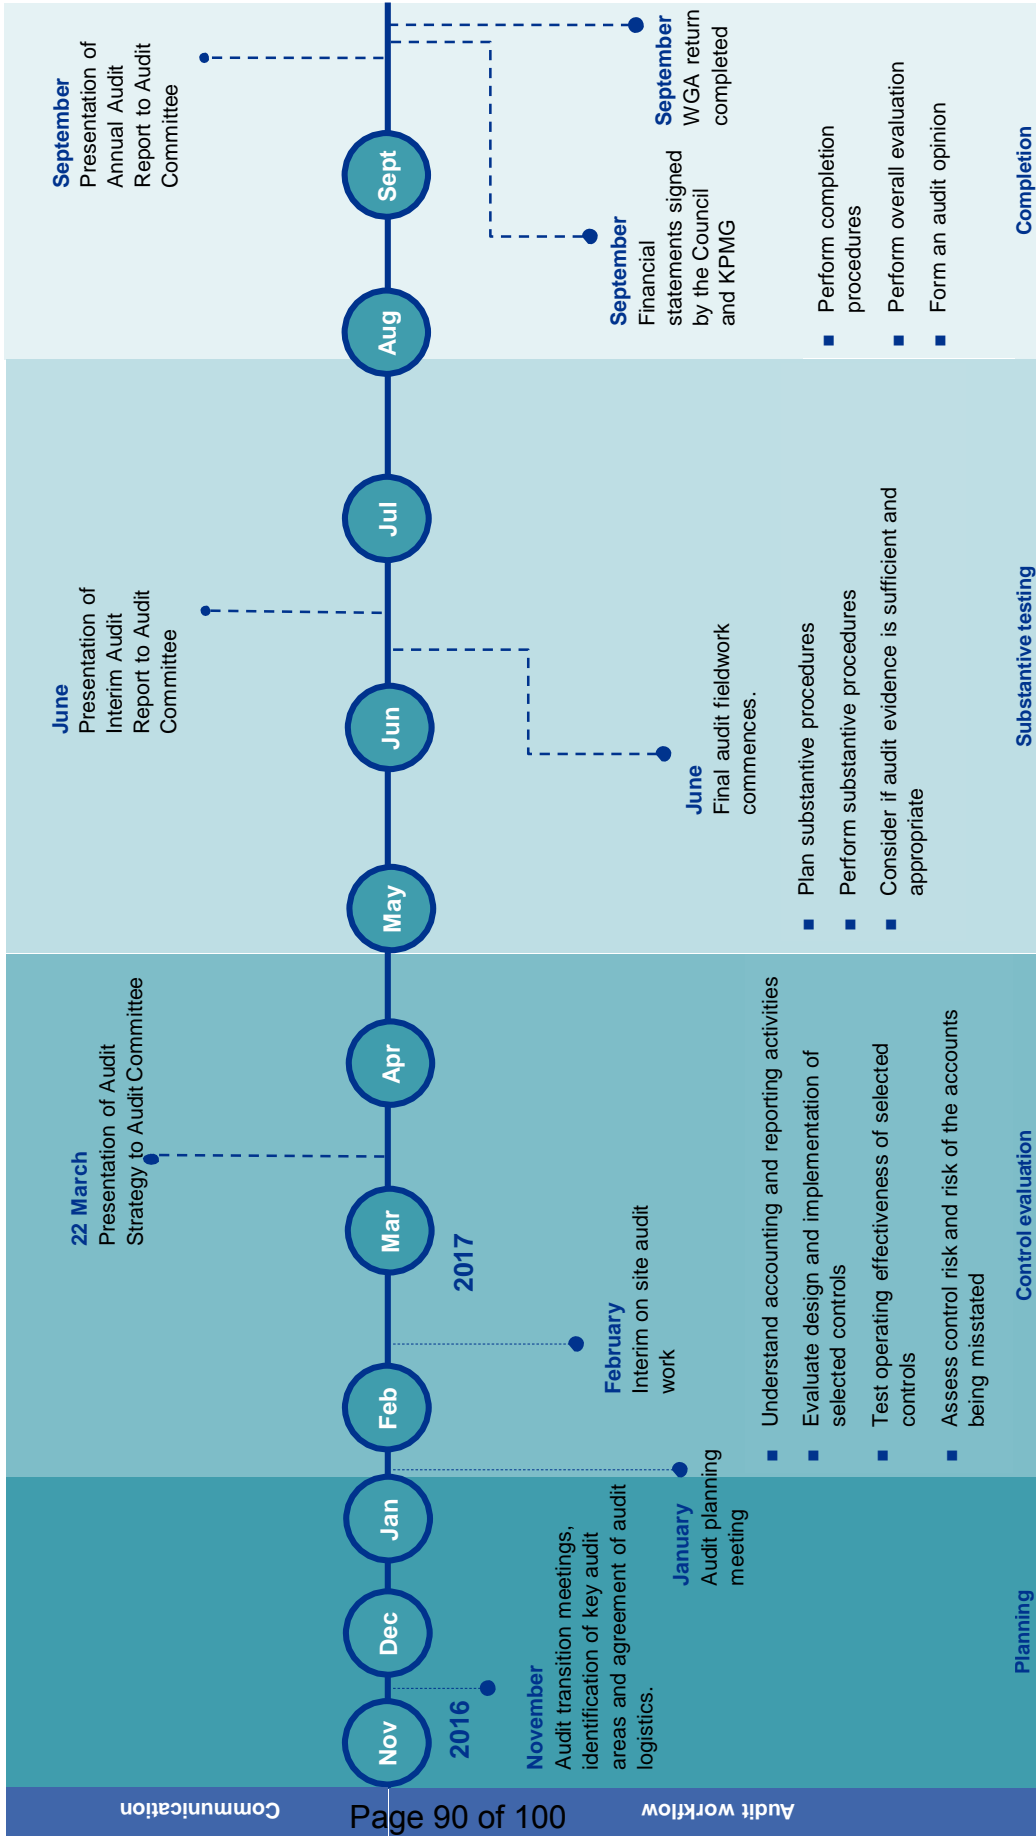 Communication
22 March
Presentation of Audit
Strategy to Audit Committee
June
Presentation of
Interim Audit
Report to Audit
Committee
September
Presentation of
Annual Audit
Report to Audit
Committee
Nov
Dec
Jan
Feb
Mar
Apr
May
Jun
Jul
Aug
Sept
2016
2017
Audit workflow
November
Audit transition meetings,
identification of key audit
areas and agreement of audit
logistics.
January
Audit planning
meeting
February
Interim on site audit
work
June
Final audit fieldwork
commences.
September
Financial
statements signed
by the Council
and KPMG
September
WGA return
completed
Understand accounting and reporting activities
Evaluate design and implementation of
selected controls
Test operating effectiveness of selected
controls
Assess control risk and risk of the accounts
being misstated
Plan substantive procedures
Perform substantive procedures
Consider if audit evidence is sufficient and
appropriate
Perform completion
procedures
Perform overall evaluation
Form an audit opinion
Planning
Control evaluation
Substantive testing
Completion
Page 90 of 100